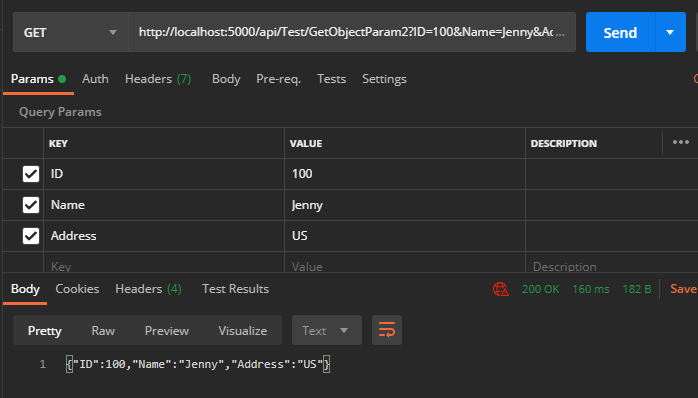 GET http://localhost:5000/api/Test/GetObjectParam2?ID=100&Name=Jenny&Ac ... Send
Params Auth Headers (7) Body Pre-req. Tests Settings
Query Params
KEY VALUE DESCRIPTION •••
ID 100
Name Jenny
Address US
Key Value Description
Body Cookies Headers (4) Test Results 200 OK 160 ms 182 B Save
Pretty Raw Preview Visualize Text
1 {"ID":100,"Name":"Jenny","Address":"US"}